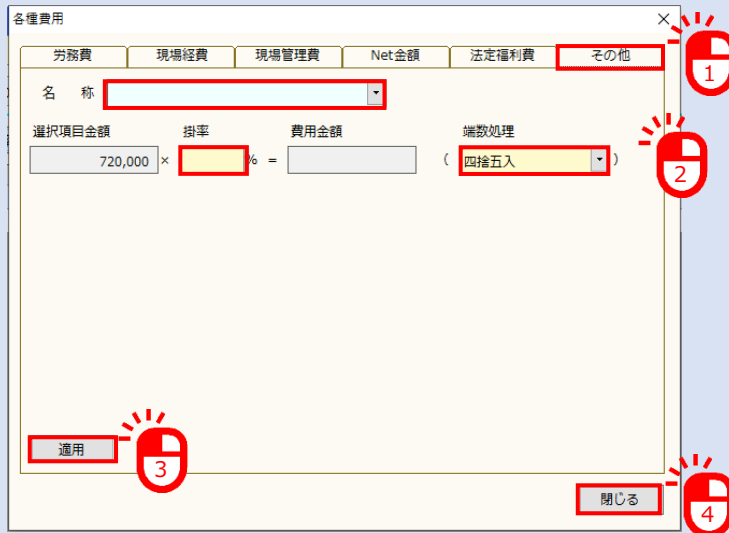 各種費用
労務費 現場経費 現場管理費 Net金額 法定福利費 その他
1
名 称
選択項目金額 掛率 費用金額 端数処理
720,000 × % = ( 四捨五入 )
2
適用
3
閉じる
4